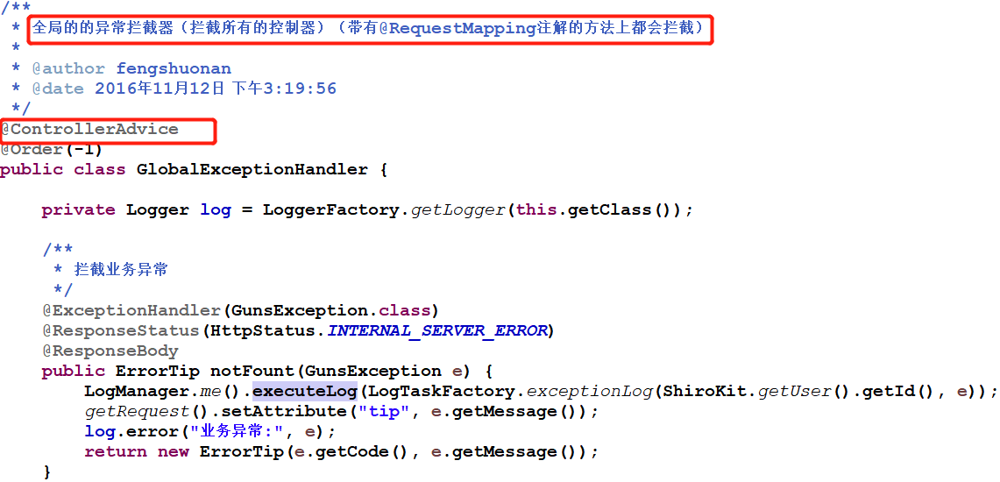 /**
 * 全局的的异常拦截器（拦截所有的控制器）（带有@RequestMapping注解的方法上都会拦截）
 *
 * @author fengshuonan
 * @date 2016年11月12日 下午3:19:56
 */
@ControllerAdvice
@Order(-1)
public class GlobalExceptionHandler {

    private Logger log = LoggerFactory.getLogger(this.getClass());

    /**
     * 拦截业务异常
     */
    @ExceptionHandler(GunsException.class)
    @ResponseStatus(HttpStatus.INTERNAL_SERVER_ERROR)
    @ResponseBody
    public ErrorTip notFount(GunsException e) {
        LogManager.me().executeLog(LogTaskFactory.exceptionLog(ShiroKit.getUser().getId(), e));
        getRequest().setAttribute("tip", e.getMessage());
        log.error("业务异常:", e);
        return new ErrorTip(e.getCode(), e.getMessage());
    }